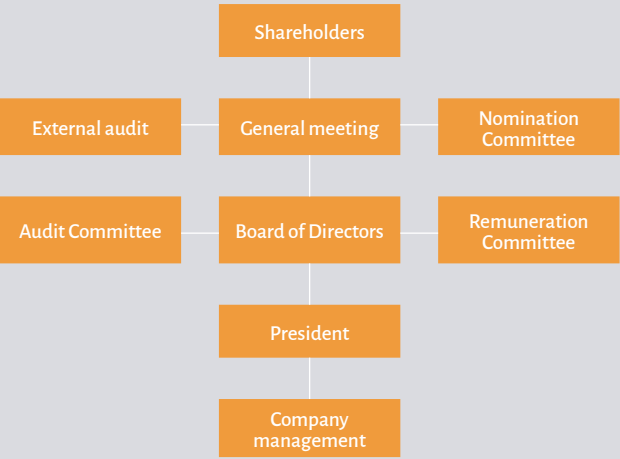 Shareholders
External audit
General meeting
Nomination
Committee
Audit Committee
Board of Directors
Remuneration
Committee
President
Company
management